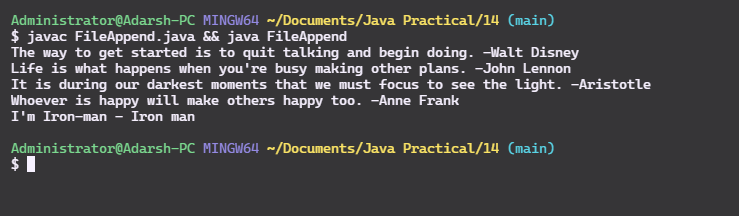 Administrator@Adarsh-PC MINGW64 ~/Documents/Java Practical/14 (main)
$ javac FileAppend.java && java FileAppend
The way to get started is to quit talking and begin doing. -Walt Disney
Life is what happens when you're busy making other plans. -John Lennon
It is during our darkest moments that we must focus to see the light. -Aristotle
Whoever is happy will make others happy too. -Anne Frank
I'm Iron-man - Iron man
Administrator@Adarsh-PC MINGW64 ~/Documents/Java Practical/14 (main)
$